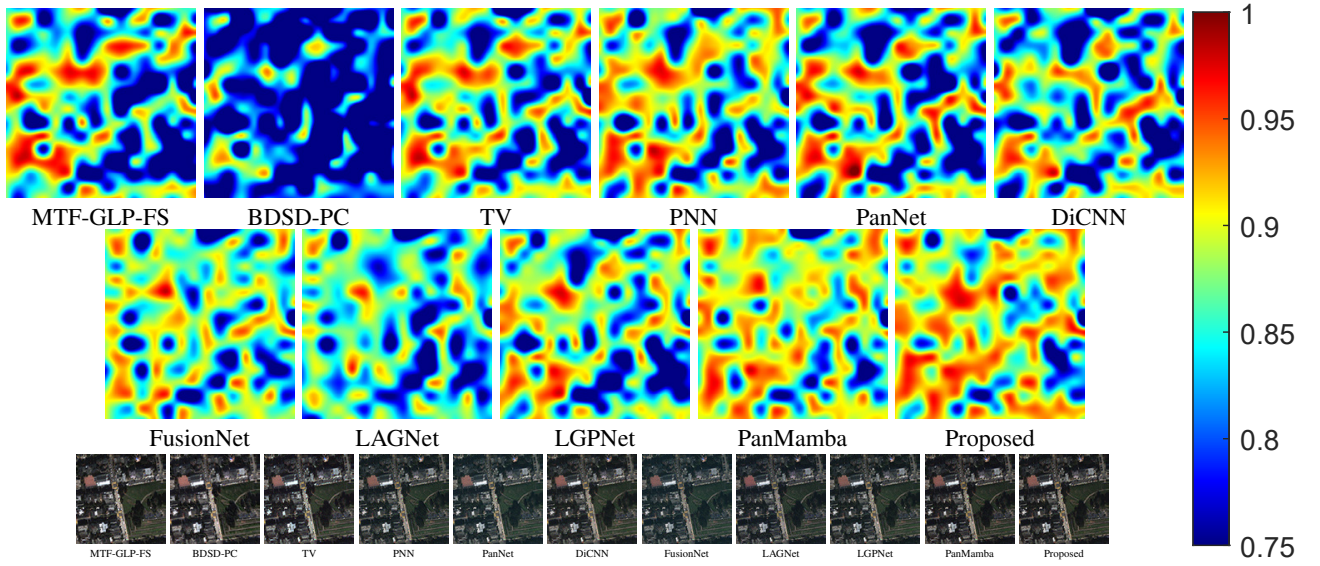 MTF-GLP-FS BDSD-PC TV PNN PanNet DiCNN
FusionNet LAGNet LGPNet PanMamba Proposed
MTF-GLP-FS BDSD-PC TV PNN PanNet DiCNN FusionNet LAGNet LGPNet PanMamba Proposed
1
0.95
0.9
0.85
0.8
0.75